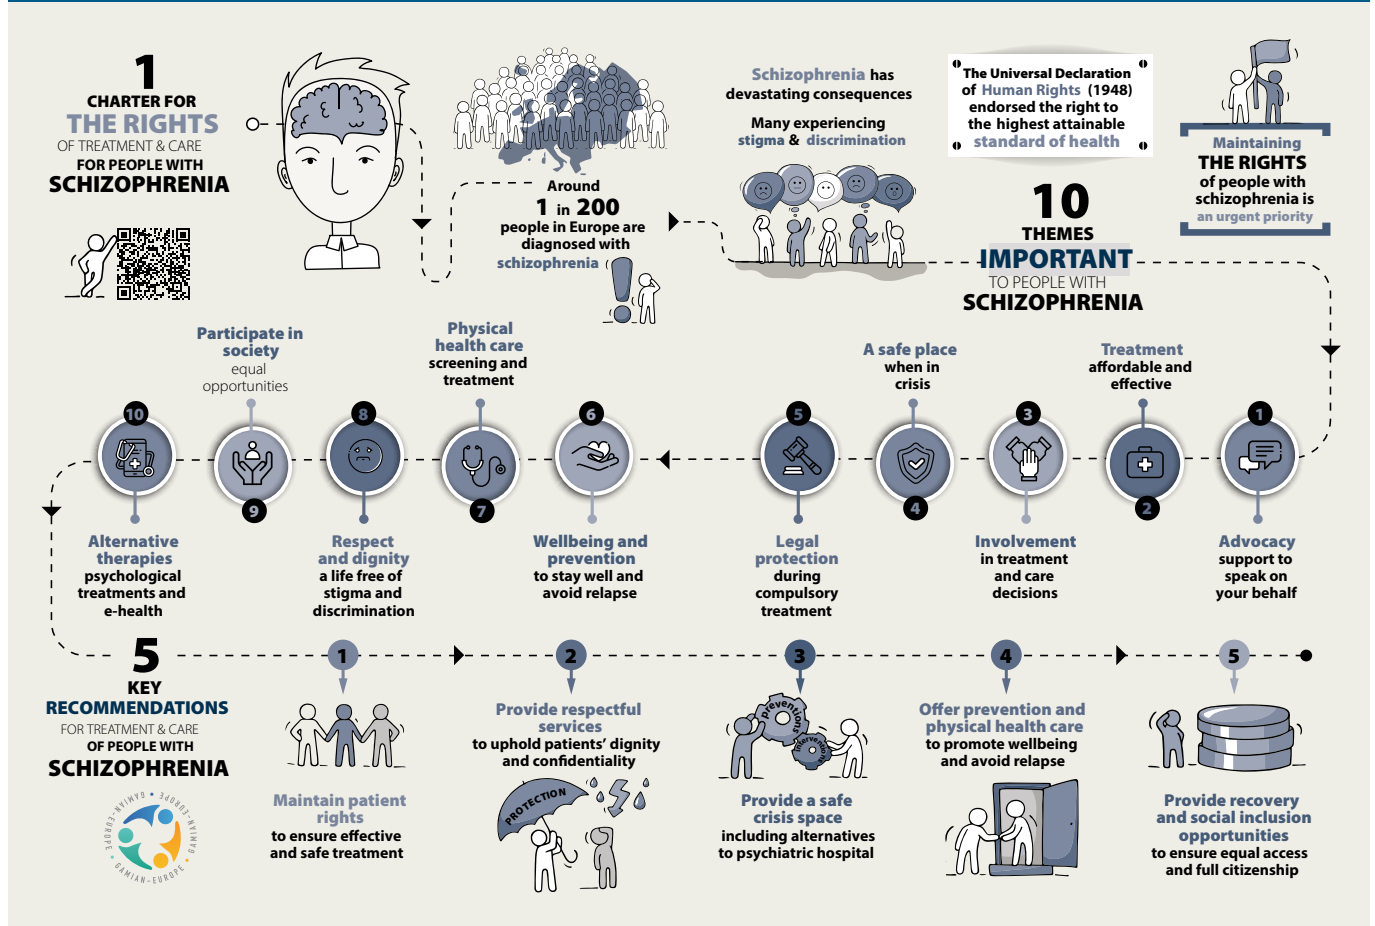 1
CHARTER FOR
THE RIGHTS
OF TREATMENT & CARE
FOR PEOPLE WITH
SCHIZOPHRENIA
Around
1 in 200
people in Europe are
diagnosed with
schizophrenia
Schizophrenia has
devastating consequences
Many experiencing
stigma & discrimination
The Universal Declaration
of Human Rights (1948)
endorsed the right to
the highest attainable
standard of health
Maintaining
THE RIGHTS
of people with
schizophrenia is
an urgent priority
10
THEMES
IMPORTANT
TO PEOPLE WITH
SCHIZOPHRENIA
1
Advocacy
support to
speak on
your behalf
Treatment
affordable and
effective
2
3
Involvement
in treatment
and care
decisions
A safe place
when in
crisis
4
5
Legal
protection
during
compulsory
treatment
6
Wellbeing and
prevention
to stay well and
avoid relapse
Physical
health care
screening and
treatment
7
8
Respect
and dignity
a life free of
stigma and
discrimination
Participate in
society
equal
opportunities
9
10
Alternative
therapies
psychological
treatments and
e-health
5
KEY
RECOMMENDATIONS
FOR TREATMENT & CARE
OF PEOPLE WITH
SCHIZOPHRENIA
GAMIAN-EUROPE • GAMIAN-EUROPE • GAMIAN-EUROPE •
1
Maintain patient
rights
to ensure effective
and safe treatment
2
Provide respectful
services
to uphold patients’ dignity
and confidentiality
PROTECTION
3
preventions
interventions
Provide a safe
crisis space
including alternatives
to psychiatric hospital
4
Offer prevention and
physical health care
to promote wellbeing
and avoid relapse
5
Provide recovery
and social inclusion
opportunities
to ensure equal access
and full citizenship